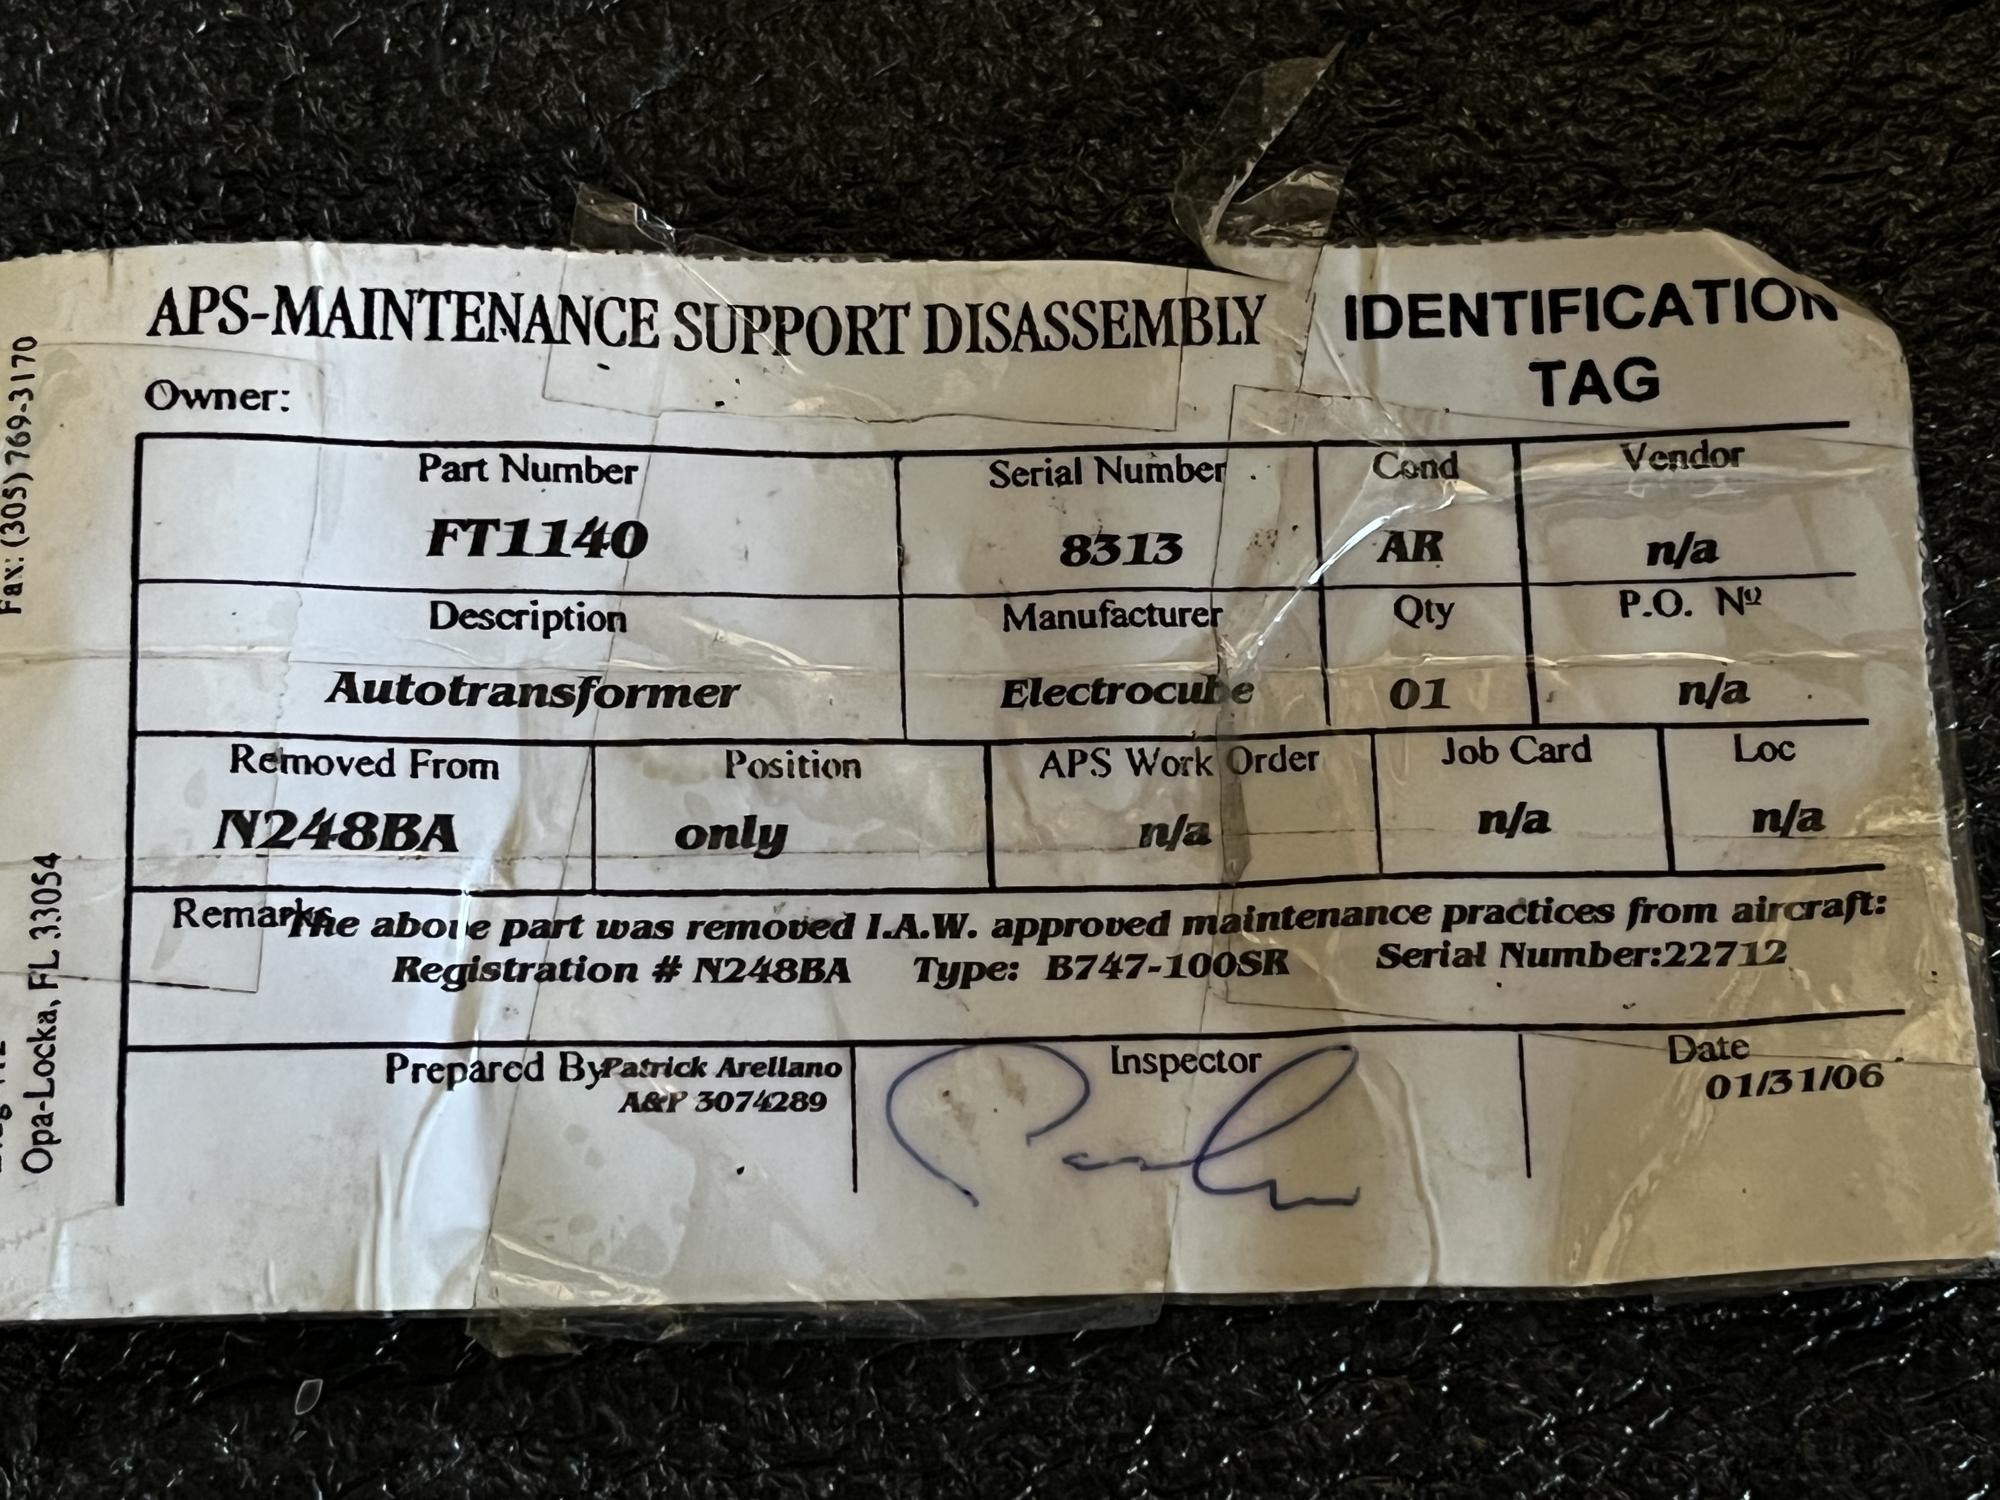 APS-MAINTENANCE SUPPORT DISASSEMBLY
IDENTIFICATION
TAG
Owner:
Part Number
FT1140
Serial Number
8313
Cond
AR
Vendor
n/a
Description
Autotransformer
Manufacturer
Electrocube
Qty
01
P.O. Nº
n/a
Removed From
N248BA
Position
only
APS Work Order
n/a
Job Card
n/a
Loc
n/a
Remarks
The above part was removed I.A.W. approved maintenance practices from aircraft:
Registration # N248BA Type: B747-100SR Serial Number:22712
Prepared By Patrick Arellano
A&P 3074289
Inspector
Date
01/31/06
Fax: (305) 769-3170
Opa-Locka, FL 33054